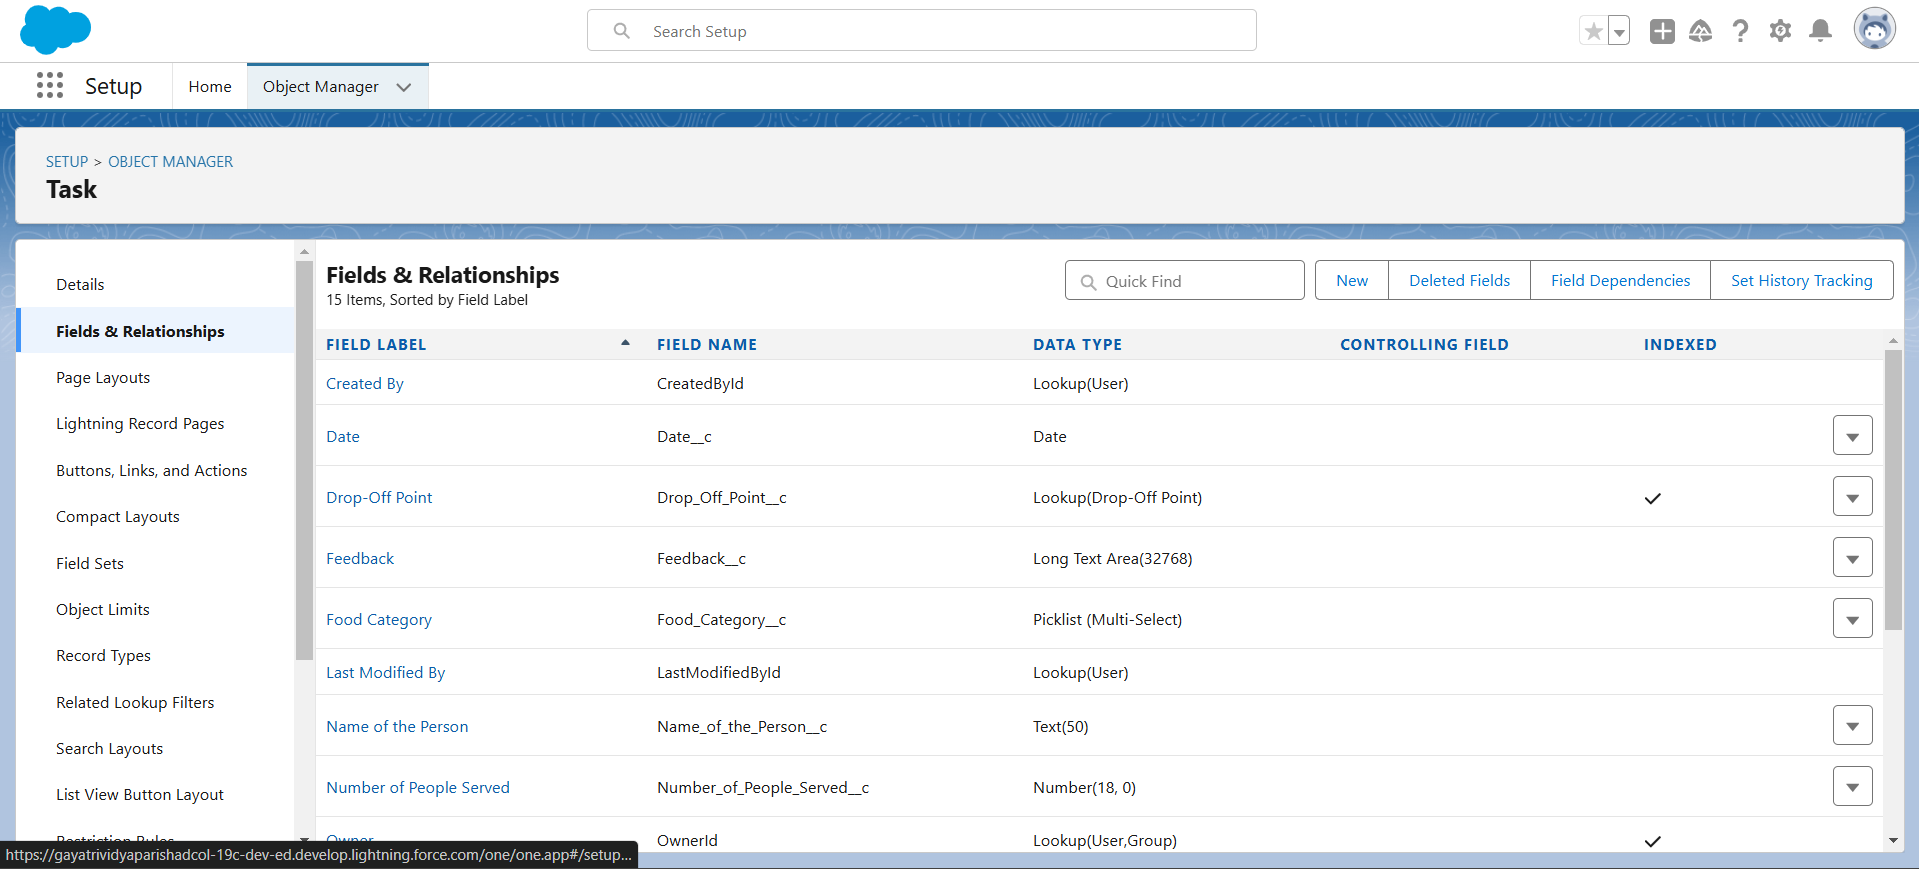 Search Setup
Setup
Home
Object Manager
SETUP > OBJECT MANAGER
Task
Details
Fields & Relationships
Page Layouts
Lightning Record Pages
Buttons, Links, and Actions
Compact Layouts
Field Sets
Object Limits
Record Types
Related Lookup Filters
Search Layouts
List View Button Layout
Restriction Rules
Fields & Relationships
15 Items, Sorted by Field Label
Quick Find
New
Deleted Fields
Field Dependencies
Set History Tracking
FIELD LABEL FIELD NAME DATA TYPE CONTROLLING FIELD INDEXED
Created By CreatedById Lookup(User)
Date Date__c Date
Drop-Off Point Drop_Off_Point__c Lookup(Drop-Off Point)
Feedback Feedback__c Long Text Area(32768)
Food Category Food_Category__c Picklist (Multi-Select)
Last Modified By LastModifiedById Lookup(User)
Name of the Person Name_of_the_Person__c Text(50)
Number of People Served Number_of_People_Served__c Number(18, 0)
Owner OwnerId Lookup(User,Group)
https://gayatrividyaparishadcol-19c-dev-ed.develop.lightning.force.com/one/one.app#/setup...